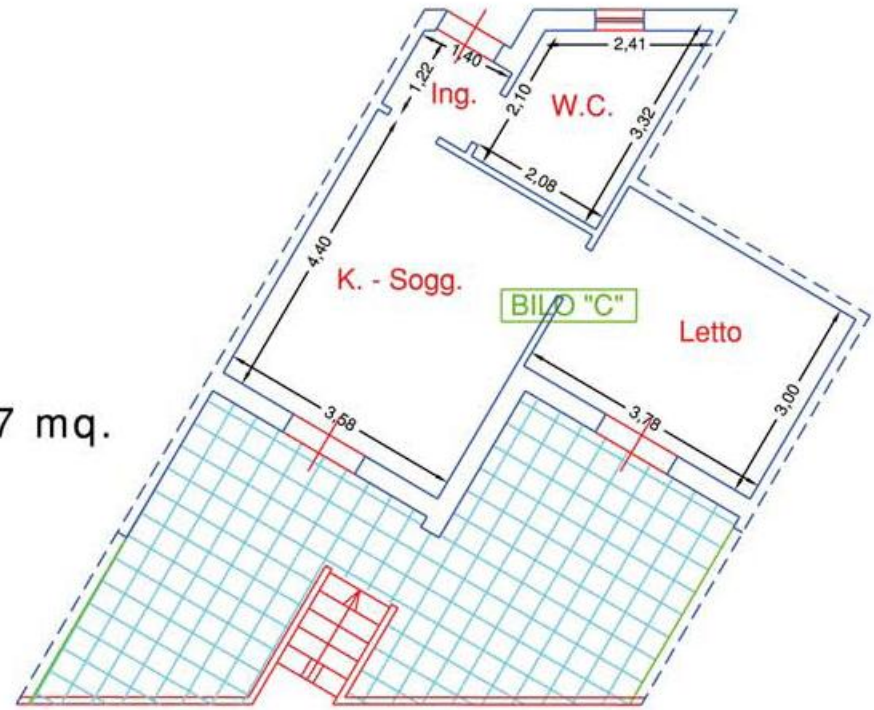 1,40
2,41
1,22
Ing.
2,10
W.C.
3,32
2,08
4,40
K. - Sogg.
BILO "C"
Letto
3,00
3,58
3,78
7 mq.